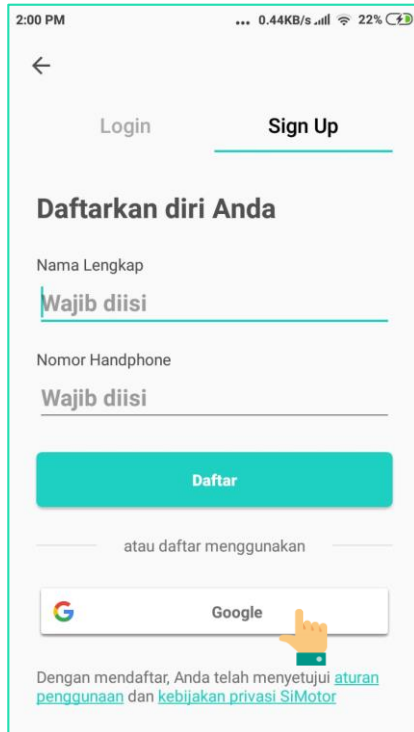 2:00 PM ... 0.44KB/s 22%
Login Sign Up
Daftarkan diri Anda
Nama Lengkap
Wajib diisi
Nomor Handphone
Wajib diisi
Daftar
atau daftar menggunakan
G Google
Dengan mendaftar, Anda telah menyetujui aturan
penggunaan dan kebijakan privasi SiMotor